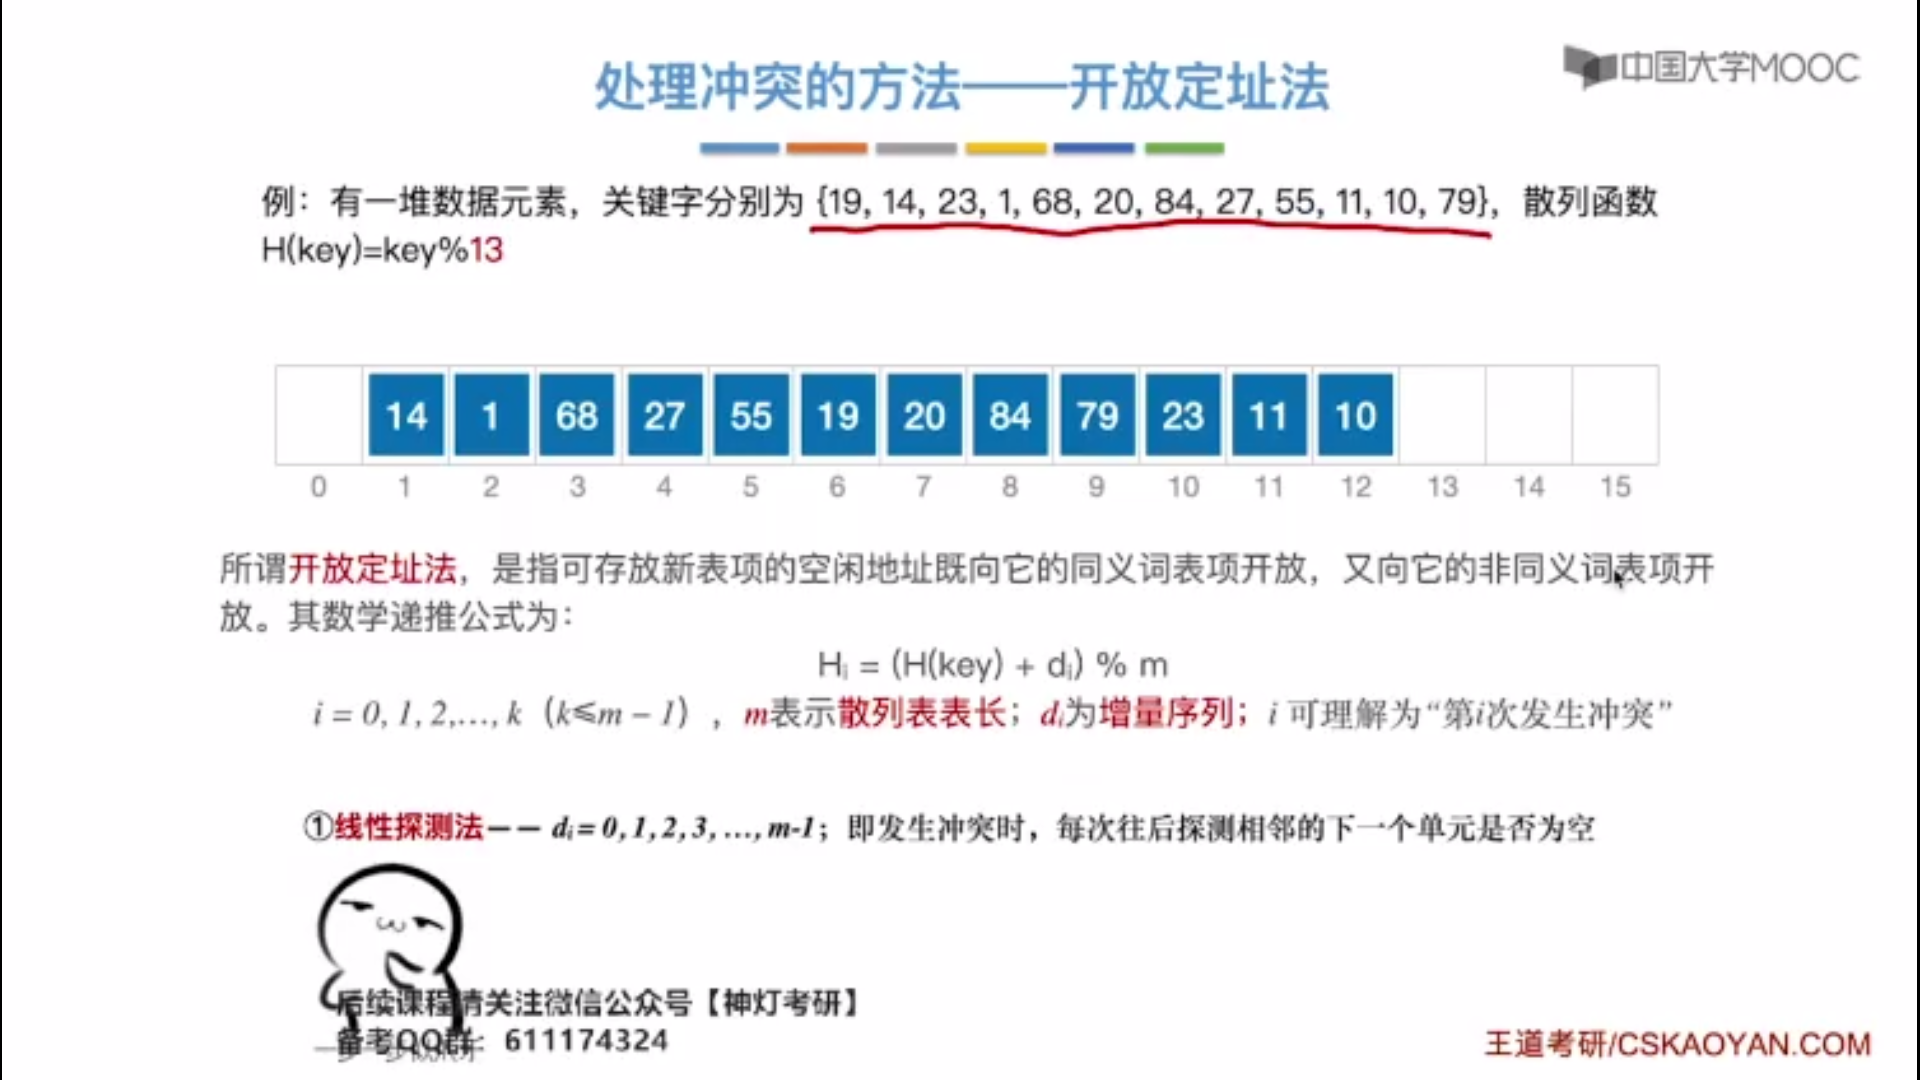 处理冲突的方法——开放定址法
中国大学MOOC
例：有一堆数据元素，关键字分别为 {19, 14, 23, 1, 68, 20, 84, 27, 55, 11, 10, 79}，散列函数
H(key)=key%13
14 1 68 27 55 19 20 84 79 23 11 10
0 1 2 3 4 5 6 7 8 9 10 11 12 13 14 15
所谓开放定址法，是指可存放新表项的空闲地址既向它的同义词表项开放，又向它的非同义词表项开
放。其数学递推公式为：
Hᵢ = (H(key) + dᵢ) % m
i = 0, 1, 2,…, k（k≤m – 1），m表示散列表表长；dᵢ为增量序列；i 可理解为“第i次发生冲突”
①线性探测法—— dᵢ = 0, 1, 2, 3, …, m-1；即发生冲突时，每次往后探测相邻的下一个单元是否为空
后续课程请关注微信公众号【神灯考研】
备考QQ群：611174324
王道考研/CSKAOYAN.COM